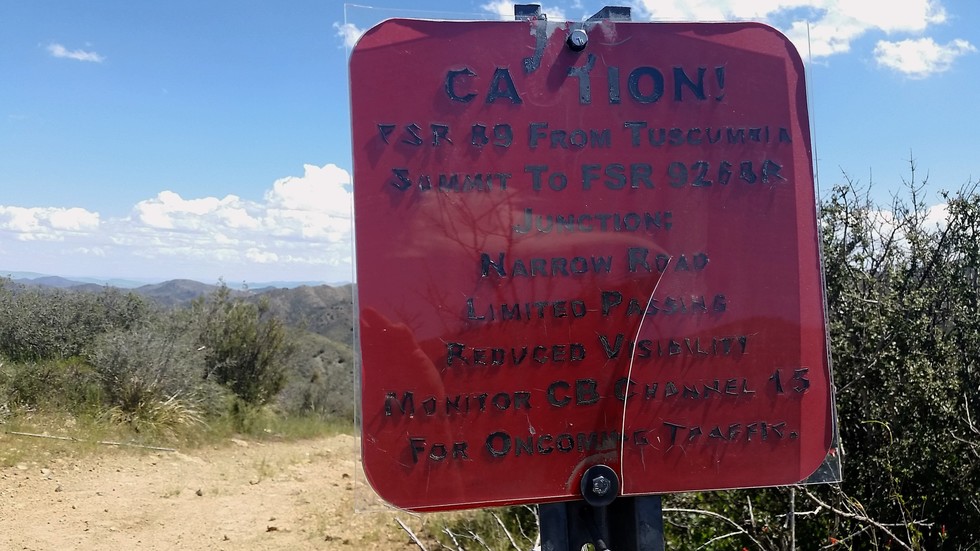 CAUTION!
FSR 89 FROM TUSCUMBIA
SUMMIT TO FSR 9268R
JUNCTION:
NARROW ROAD
LIMITED PASSING
REDUCED VISIBILITY
MONITOR CB CHANNEL 15
FOR ONCOMING TRAFFIC.